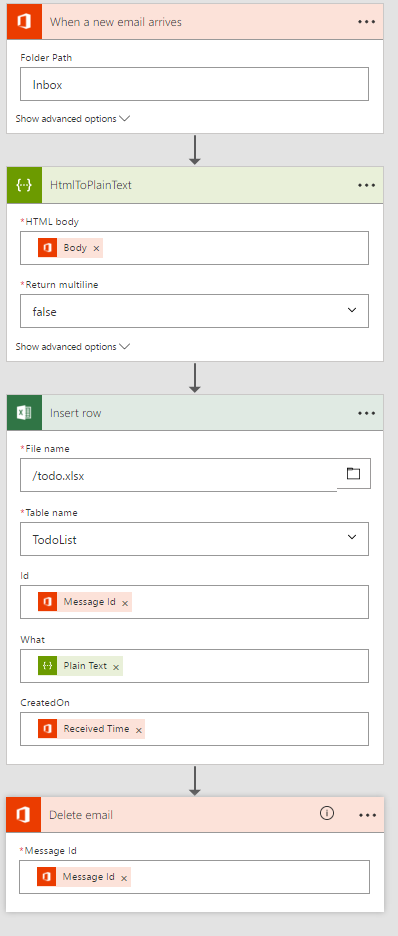 When a new email arrives
Folder Path
Inbox
Show advanced options
HtmlToPlainText
*HTML body
Body ×
*Return multiline
false
Show advanced options
Insert row
*File name
/todo.xlsx
*Table name
TodoList
Id
Message Id ×
What
Plain Text ×
CreatedOn
Received Time ×
Delete email
*Message Id
Message Id ×